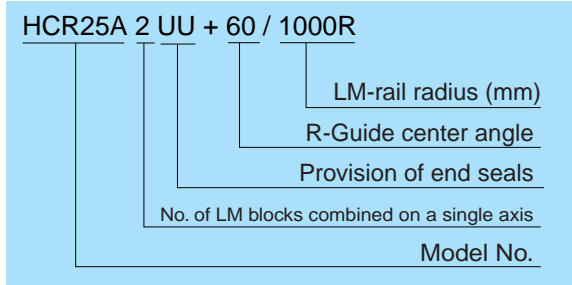 HCR25A 2 UU + 60 / 1000R
LM-rail radius (mm)
R-Guide center angle
Provision of end seals
No. of LM blocks combined on a single axis
Model No.